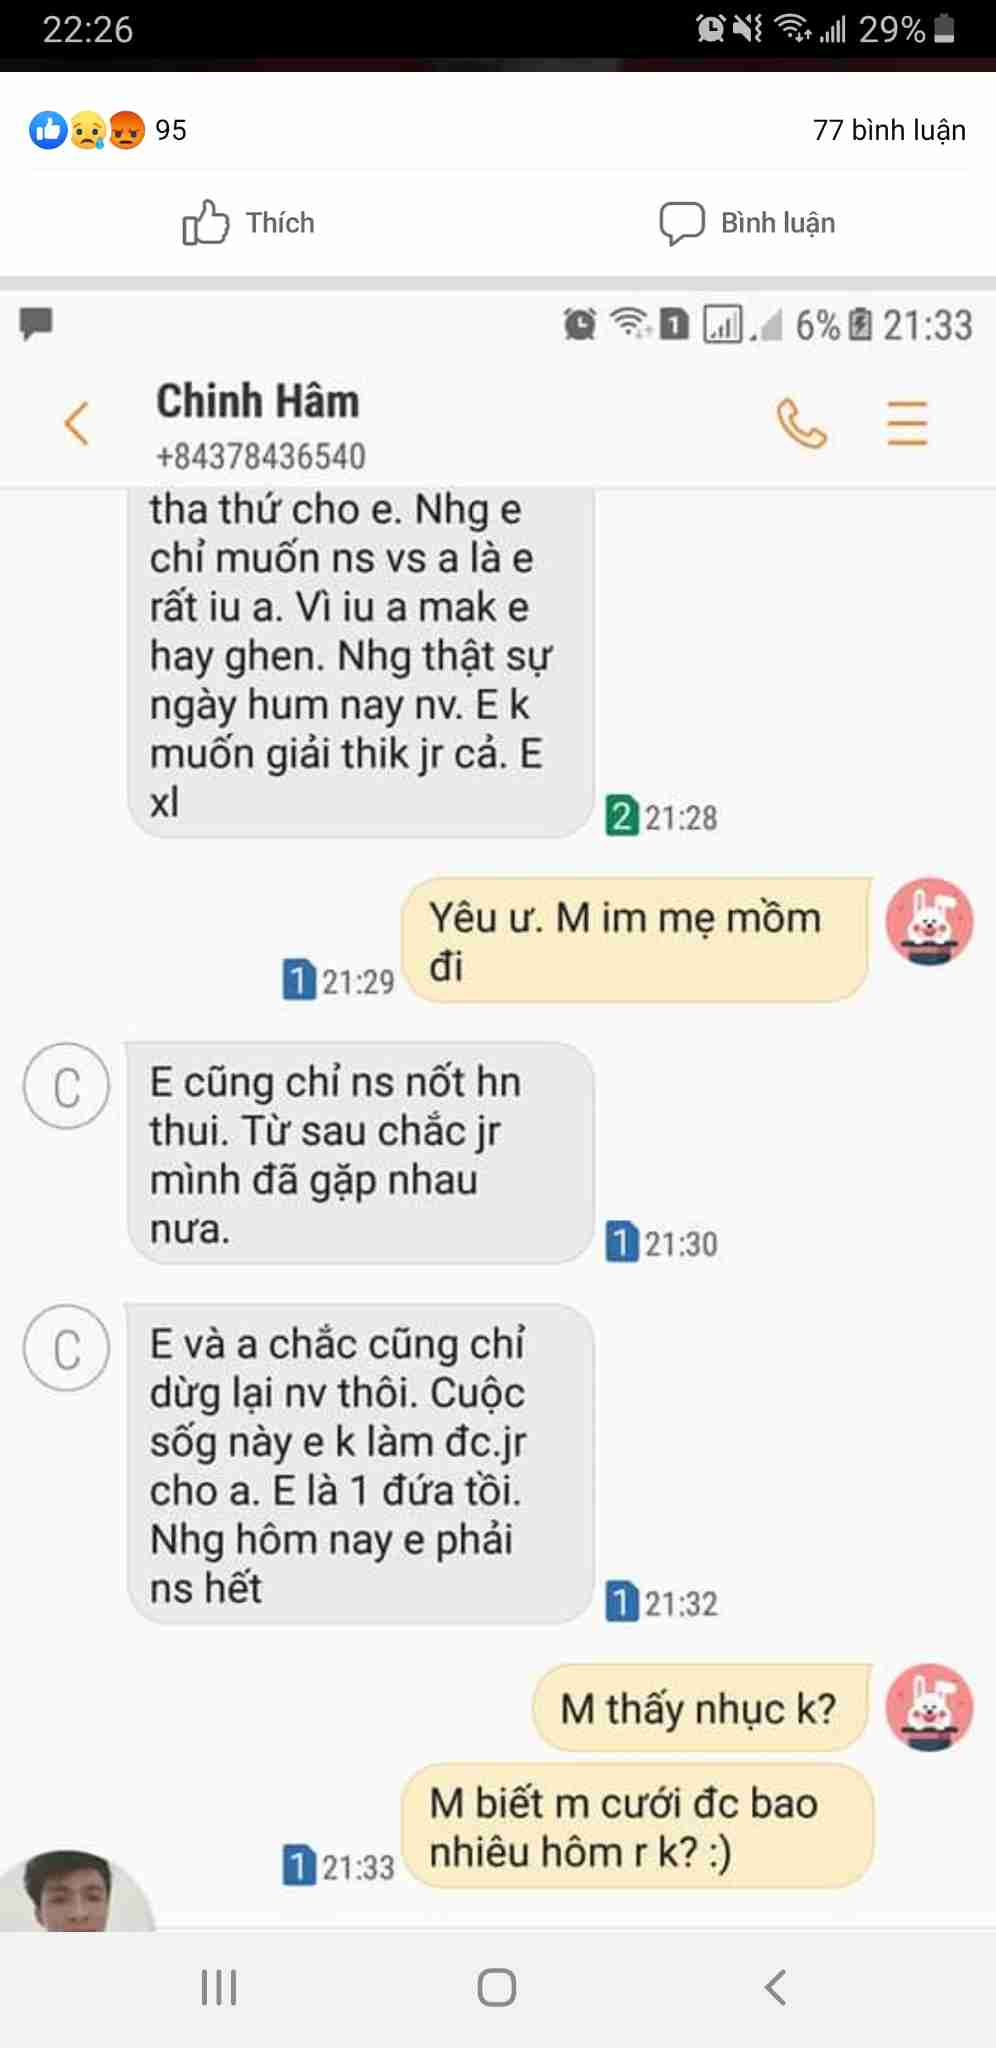 22:26
29%
95
77 bình luận
Thích
Bình luận
1
6%
21:33
Chinh Hâm
+84378436540
tha thứ cho e. Nhg e
chỉ muốn ns vs a là e
rất iu a. Vì iu a mak e
hay ghen. Nhg thật sự
ngày hum nay nv. E k
muốn giải thik jr cả. E
xl
2 21:28
Yêu ư. M im mẹ mồm
đi
1 21:29
C
E cũng chỉ ns nốt hn
thui. Từ sau chắc jr
mình đã gặp nhau
nưa.
1 21:30
C
E và a chắc cũng chỉ
dừg lại nv thôi. Cuộc
sốg này e k làm đc.jr
cho a. E là 1 đứa tồi.
Nhg hôm nay e phải
ns hết
1 21:32
M thấy nhục k?
M biết m cưới đc bao
nhiêu hôm r k? :)
1 21:33